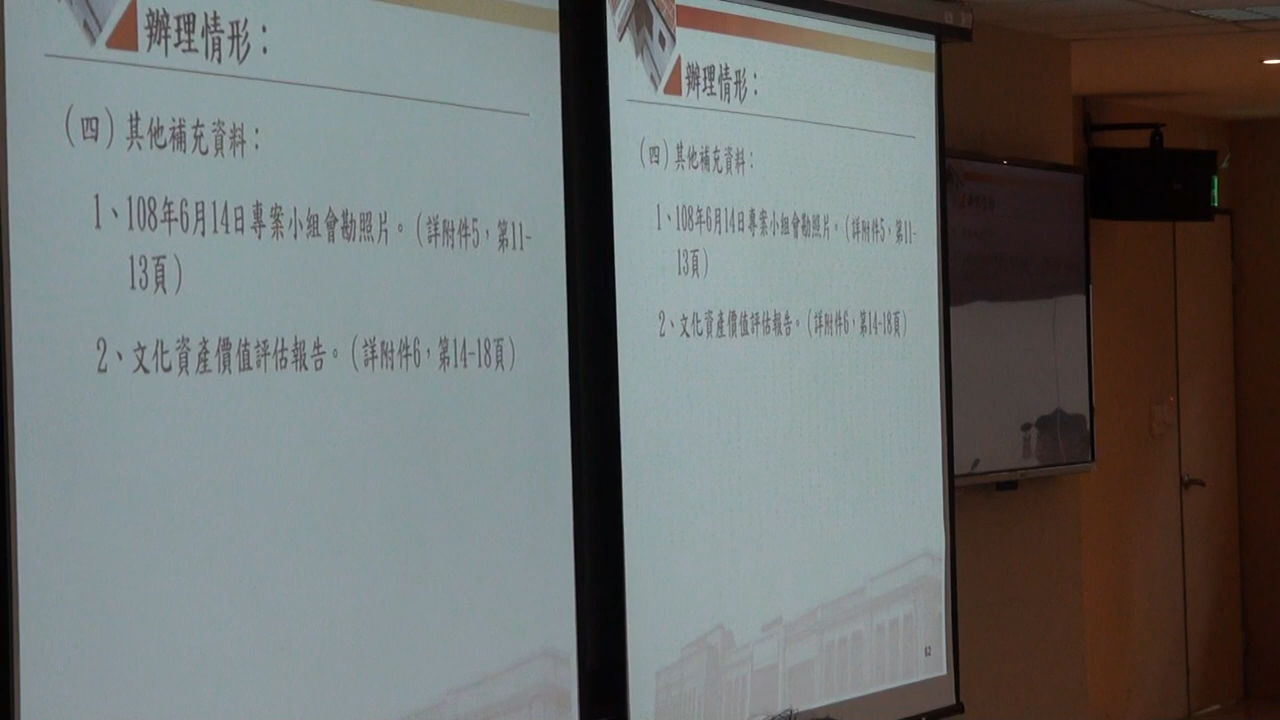 辦理情形：
（四）其他補充資料：
1、108年6月14日專案小組會勘照片。（詳附件5，第11-
13頁）
2、文化資產價值評估報告。（詳附件6，第14-18頁）
辦理情形：
（四）其他補充資料：
1、108年6月14日專案小組會勘照片。（詳附件5，第11-
13頁）
2、文化資產價值評估報告。（詳附件6，第14-18頁）